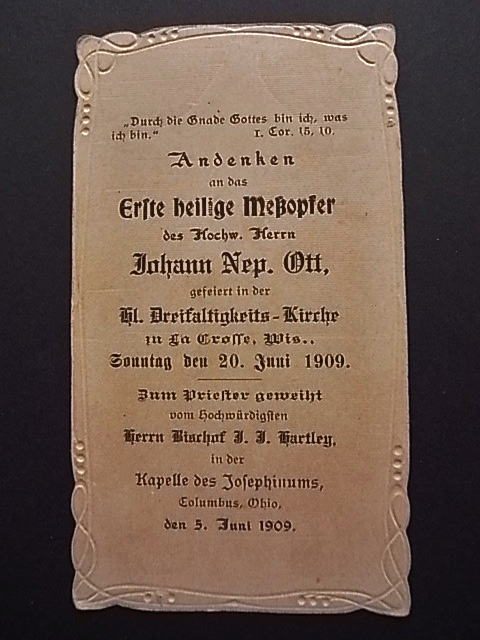 „Durch die Gnade Gottes bin ich, was
ich bin.“ 1. Cor. 15, 10.
Andenken
an das
Erste heilige Meßopfer
des Hochw. Herrn
Johann Nep. Ott,
gefeiert in der
Hl. Dreifaltigkeits-Kirche
in La Crosse, Wis..
Sonntag den 20. Juni 1909.
Zum Priester geweiht
vom Hochwürdigsten
Herrn Bischof J. J. Hartley,
in der
Kapelle des Josephinums,
Columbus, Ohio,
den 5. Juni 1909.